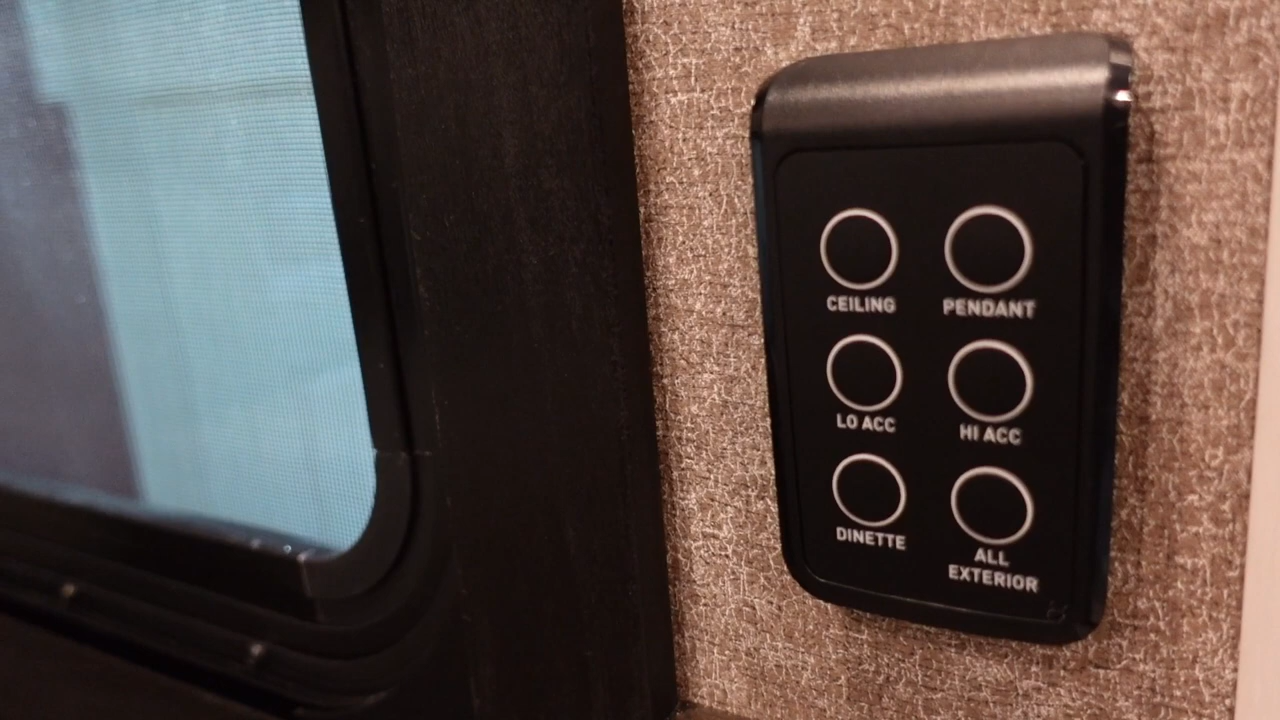 CEILING PENDANT
LO ACC HI ACC
DINETTE ALL
EXTERIOR